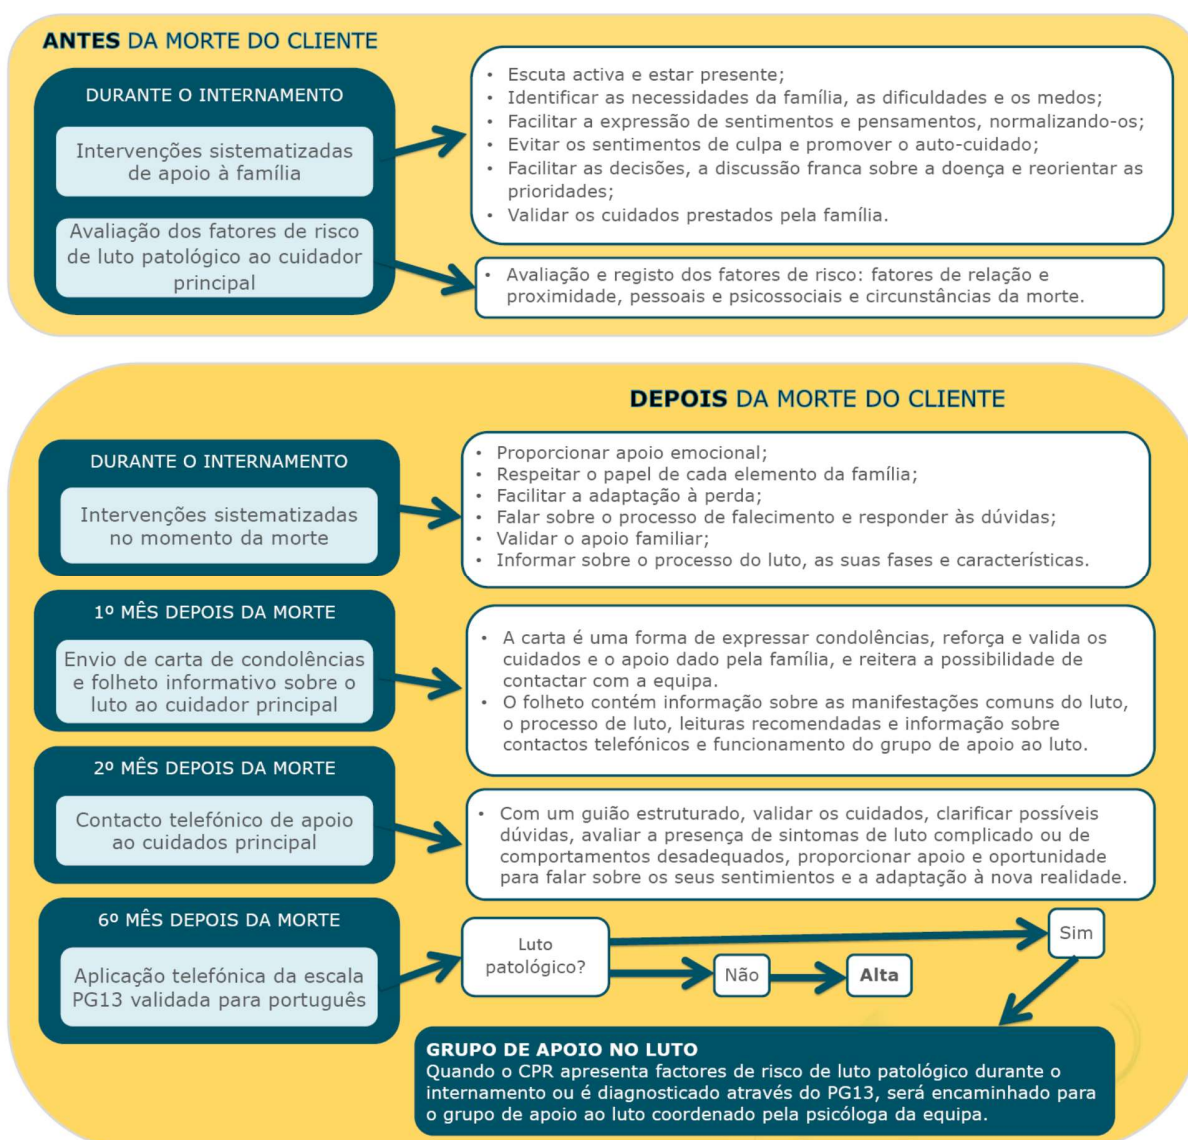 ANTES DA MORTE DO CLIENTE
DURANTE O INTERNAMENTO
Intervenções sistematizadas
de apoio à família
• Escuta activa e estar presente;
• Identificar as necessidades da família, as dificuldades e os medos;
• Facilitar a expressão de sentimentos e pensamentos, normalizando-os;
• Evitar os sentimentos de culpa e promover o auto-cuidado;
• Facilitar as decisões, a discussão franca sobre a doença e reorientar as
prioridades;
• Validar os cuidados prestados pela família.
Avaliação dos fatores de risco
de luto patológico ao cuidador
principal
• Avaliação e registo dos fatores de risco: fatores de relação e
proximidade, pessoais e psicossociais e circunstâncias da morte.
DEPOIS DA MORTE DO CLIENTE
DURANTE O INTERNAMENTO
Intervenções sistematizadas
no momento da morte
• Proporcionar apoio emocional;
• Respeitar o papel de cada elemento da família;
• Facilitar a adaptação à perda;
• Falar sobre o processo de falecimento e responder às dúvidas;
• Validar o apoio familiar;
• Informar sobre o processo do luto, as suas fases e características.
1º MÊS DEPOIS DA MORTE
Envio de carta de condolências
e folheto informativo sobre o
luto ao cuidador principal
• A carta é uma forma de expressar condolências, reforça e valida os
cuidados e o apoio dado pela família, e reitera a possibilidade de
contactar com a equipa.
• O folheto contém informação sobre as manifestações comuns do luto,
o processo de luto, leituras recomendadas e informação sobre
contactos telefónicos e funcionamento do grupo de apoio ao luto.
2º MÊS DEPOIS DA MORTE
Contacto telefónico de apoio
ao cuidados principal
• Com um guião estruturado, validar os cuidados, clarificar possíveis
dúvidas, avaliar a presença de sintomas de luto complicado ou de
comportamentos desadequados, proporcionar apoio e oportunidade
para falar sobre os seus sentimientos e a adaptação à nova realidade.
6º MÊS DEPOIS DA MORTE
Aplicação telefónica da escala
PG13 validada para português
Luto
patológico?
Sim
Não
Alta
GRUPO DE APOIO NO LUTO
Quando o CPR apresenta factores de risco de luto patológico durante o
internamento ou é diagnosticado através do PG13, será encaminhado para
o grupo de apoio ao luto coordenado pela psicóloga da equipa.